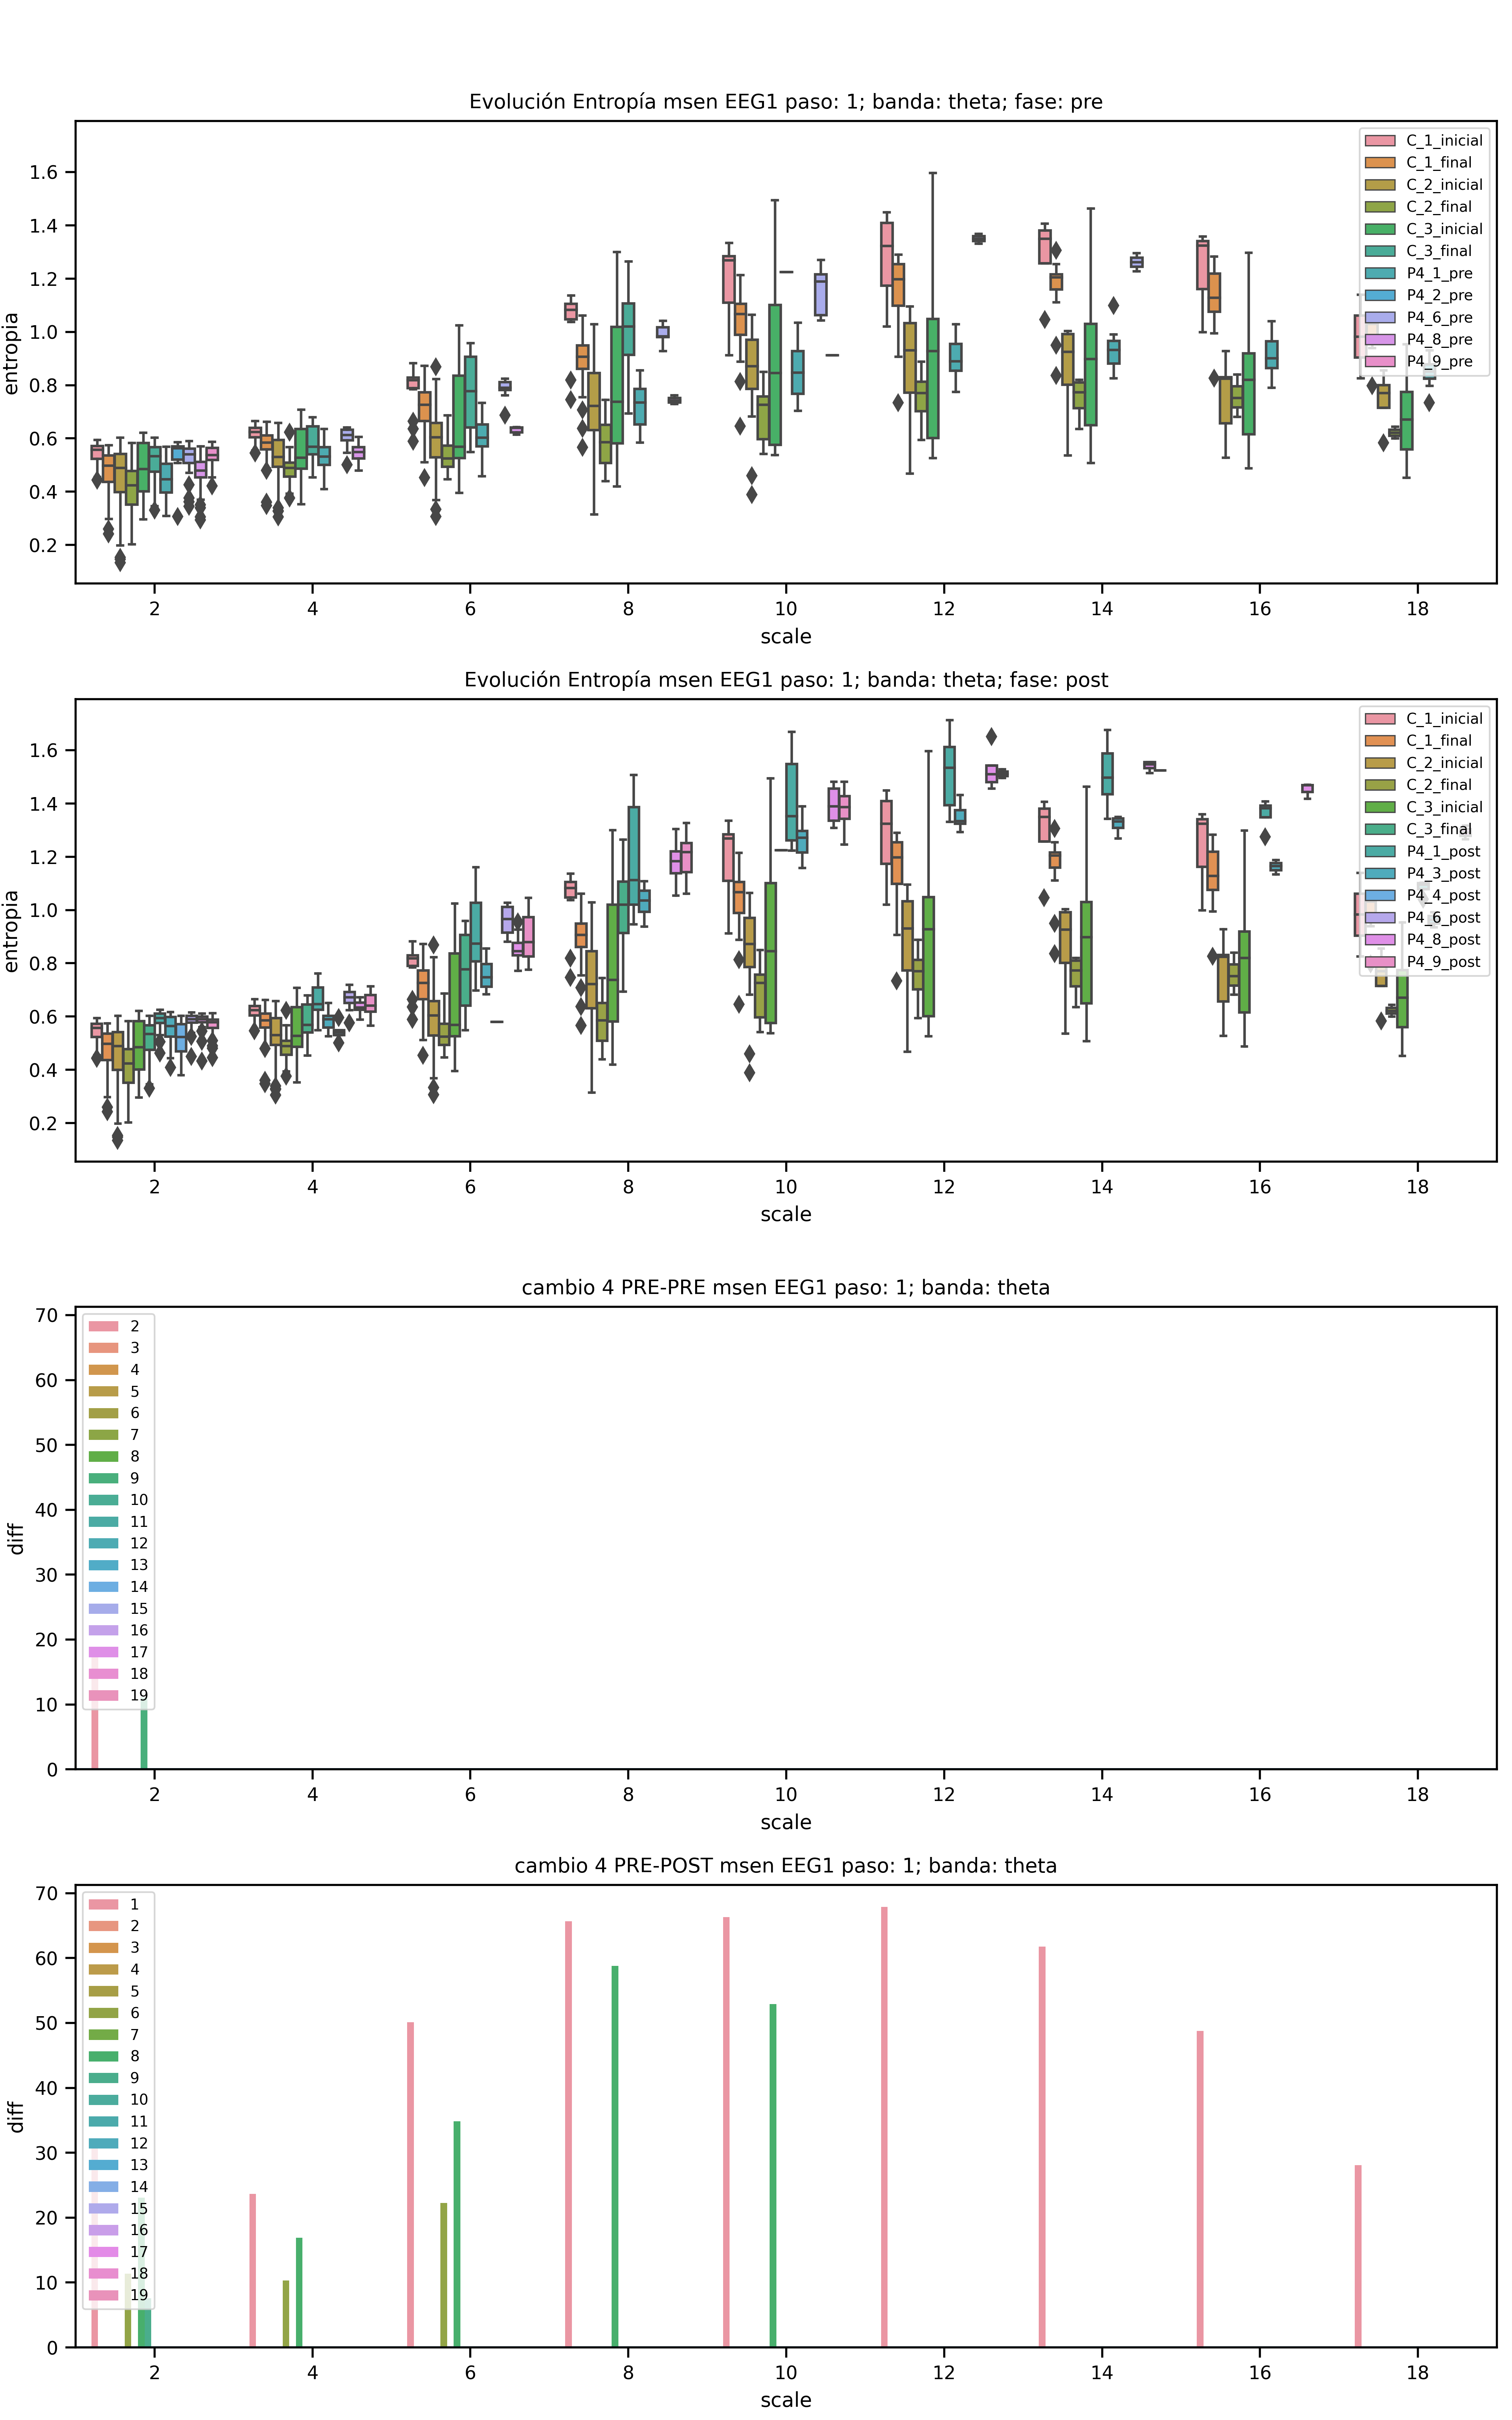 Evolución Entropía msen EEG1 paso: 1; banda: theta; fase: pre
entropia
1.6
1.4
1.2
1.0
0.8
0.6
0.4
0.2
C_1_inicial
C_1_final
C_2_inicial
C_2_final
C_3_inicial
C_3_final
P4_1_pre
P4_2_pre
P4_6_pre
P4_8_pre
P4_9_pre
2 4 6 8 10 12 14 16 18
scale
Evolución Entropía msen EEG1 paso: 1; banda: theta; fase: post
entropia
1.6
1.4
1.2
1.0
0.8
0.6
0.4
0.2
C_1_inicial
C_1_final
C_2_inicial
C_2_final
C_3_inicial
C_3_final
P4_1_post
P4_3_post
P4_4_post
P4_6_post
P4_8_post
P4_9_post
2 4 6 8 10 12 14 16 18
scale
cambio 4 PRE-PRE msen EEG1 paso: 1; banda: theta
diff
70
60
50
40
30
20
10
0
2
3
4
5
6
7
8
9
10
11
12
13
14
15
16
17
18
19
2 4 6 8 10 12 14 16 18
scale
cambio 4 PRE-POST msen EEG1 paso: 1; banda: theta
diff
70
60
50
40
30
20
10
0
1
2
3
4
5
6
7
8
9
10
11
12
13
14
15
16
17
18
19
2 4 6 8 10 12 14 16 18
scale